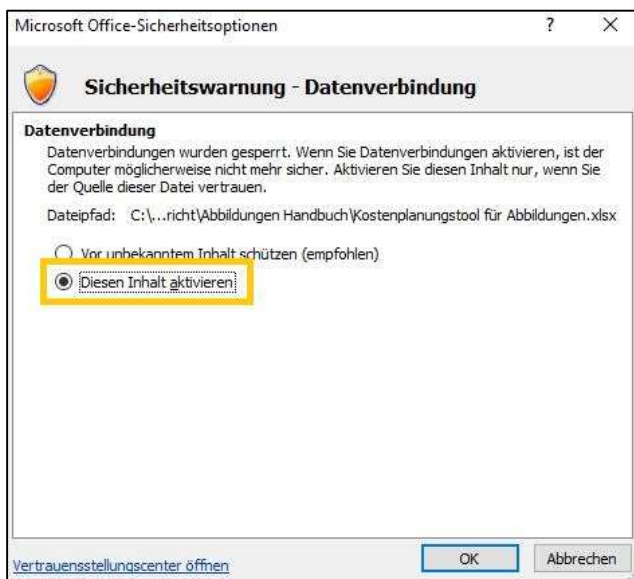 Microsoft Office-Sicherheitsoptionen ? X
Sicherheitswarnung - Datenverbindung
Datenverbindung
Datenverbindungen wurden gesperrt. Wenn Sie Datenverbindungen aktivieren, ist der
Computer möglicherweise nicht mehr sicher. Aktivieren Sie diesen Inhalt nur, wenn Sie
der Quelle dieser Datei vertrauen.
Dateipfad: C:\...richt\Abbildungen Handbuch\Kostenplanungstool für Abbildungen.xlsx
Vor unbekanntem Inhalt schützen (empfohlen)
Diesen Inhalt aktivieren
Vertrauensstellungscenter öffnen OK Abbrechen